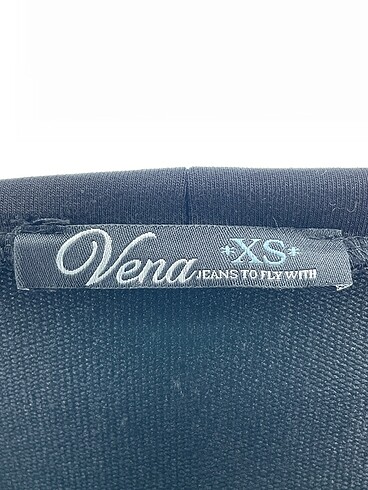 Vena
+XS+
JEANS TO FLY WITH